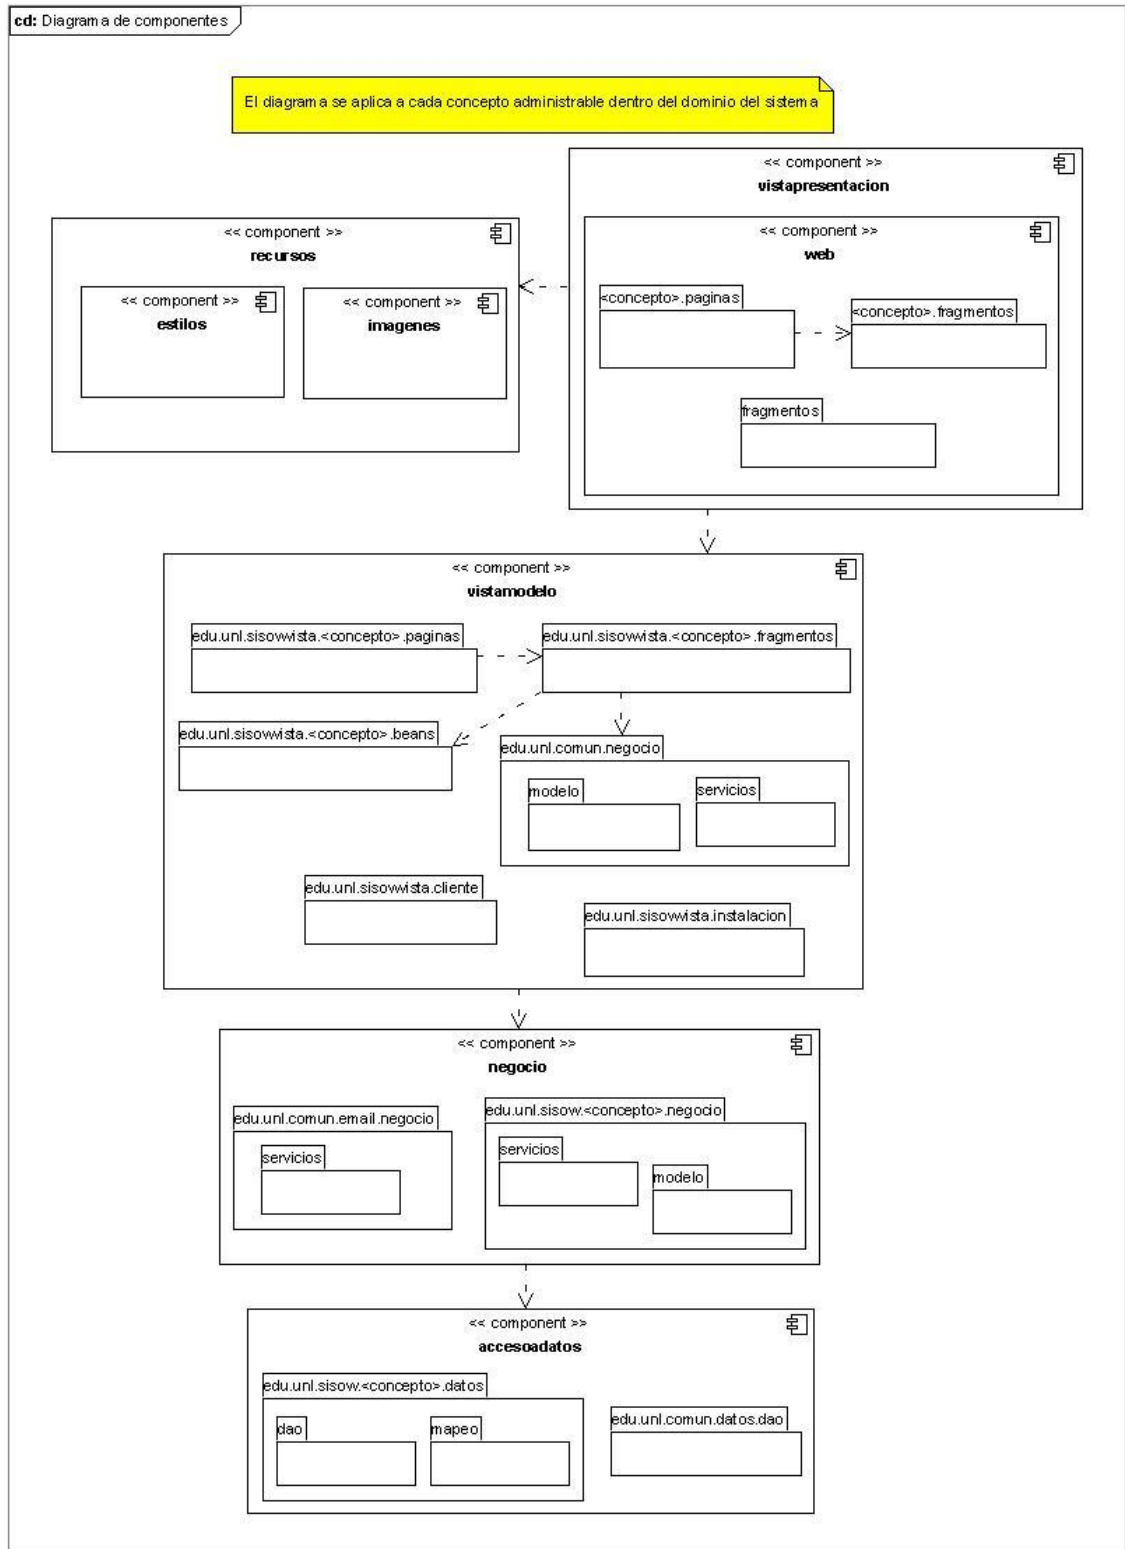 cd: Diagrama de componentes
El diagrama se aplica a cada concepto administrable dentro del dominio del sistema
<< component >>
vistapresentacion
<< component >>
web
<concepto>.paginas
<concepto>.fragmentos
fragmentos
<< component >>
recursos
<< component >>
estilos
<< component >>
imagenes
<< component >>
vistamodelo
edu.unl.sisowvista.<concepto>.paginas
edu.unl.sisowvista.<concepto>.fragmentos
edu.unl.sisowvista.<concepto>.beans
edu.unl.comun.negocio
modelo
servicios
edu.unl.sisowvista.cliente
edu.unl.sisowvista.instalacion
<< component >>
negocio
edu.unl.comun.email.negocio
servicios
edu.unl.sisow.<concepto>.negocio
servicios
modelo
<< component >>
accesoadatos
edu.unl.sisow.<concepto>.datos
dao
mapeo
edu.unl.comun.datos.dao